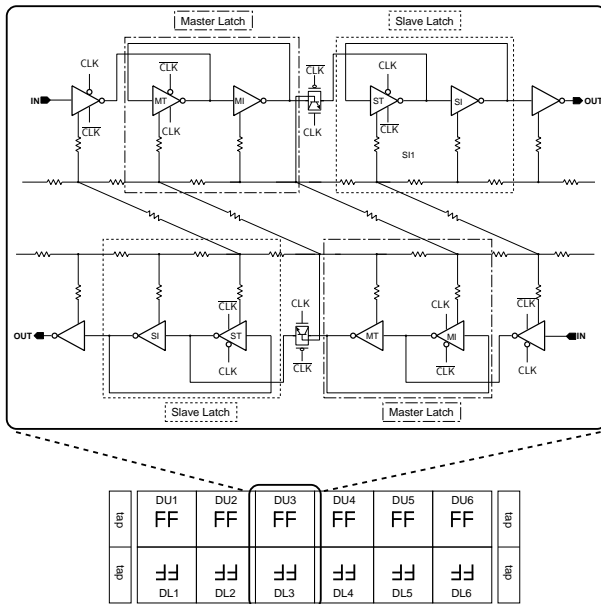 Master Latch
Slave Latch
CLK CLK CLK CLK
IN MT MI ST SI OUT
CLK CLK CLK CLK
SI1
CLK CLK CLK CLK
OUT SI ST MT MI IN
CLK CLK CLK CLK
Slave Latch
Master Latch
tap DU1 DU2 DU3 DU4 DU5 DU6 tap
FF FF FF FF FF FF
tap FF FF FF FF FF FF tap
DL1 DL2 DL3 DL4 DL5 DL6